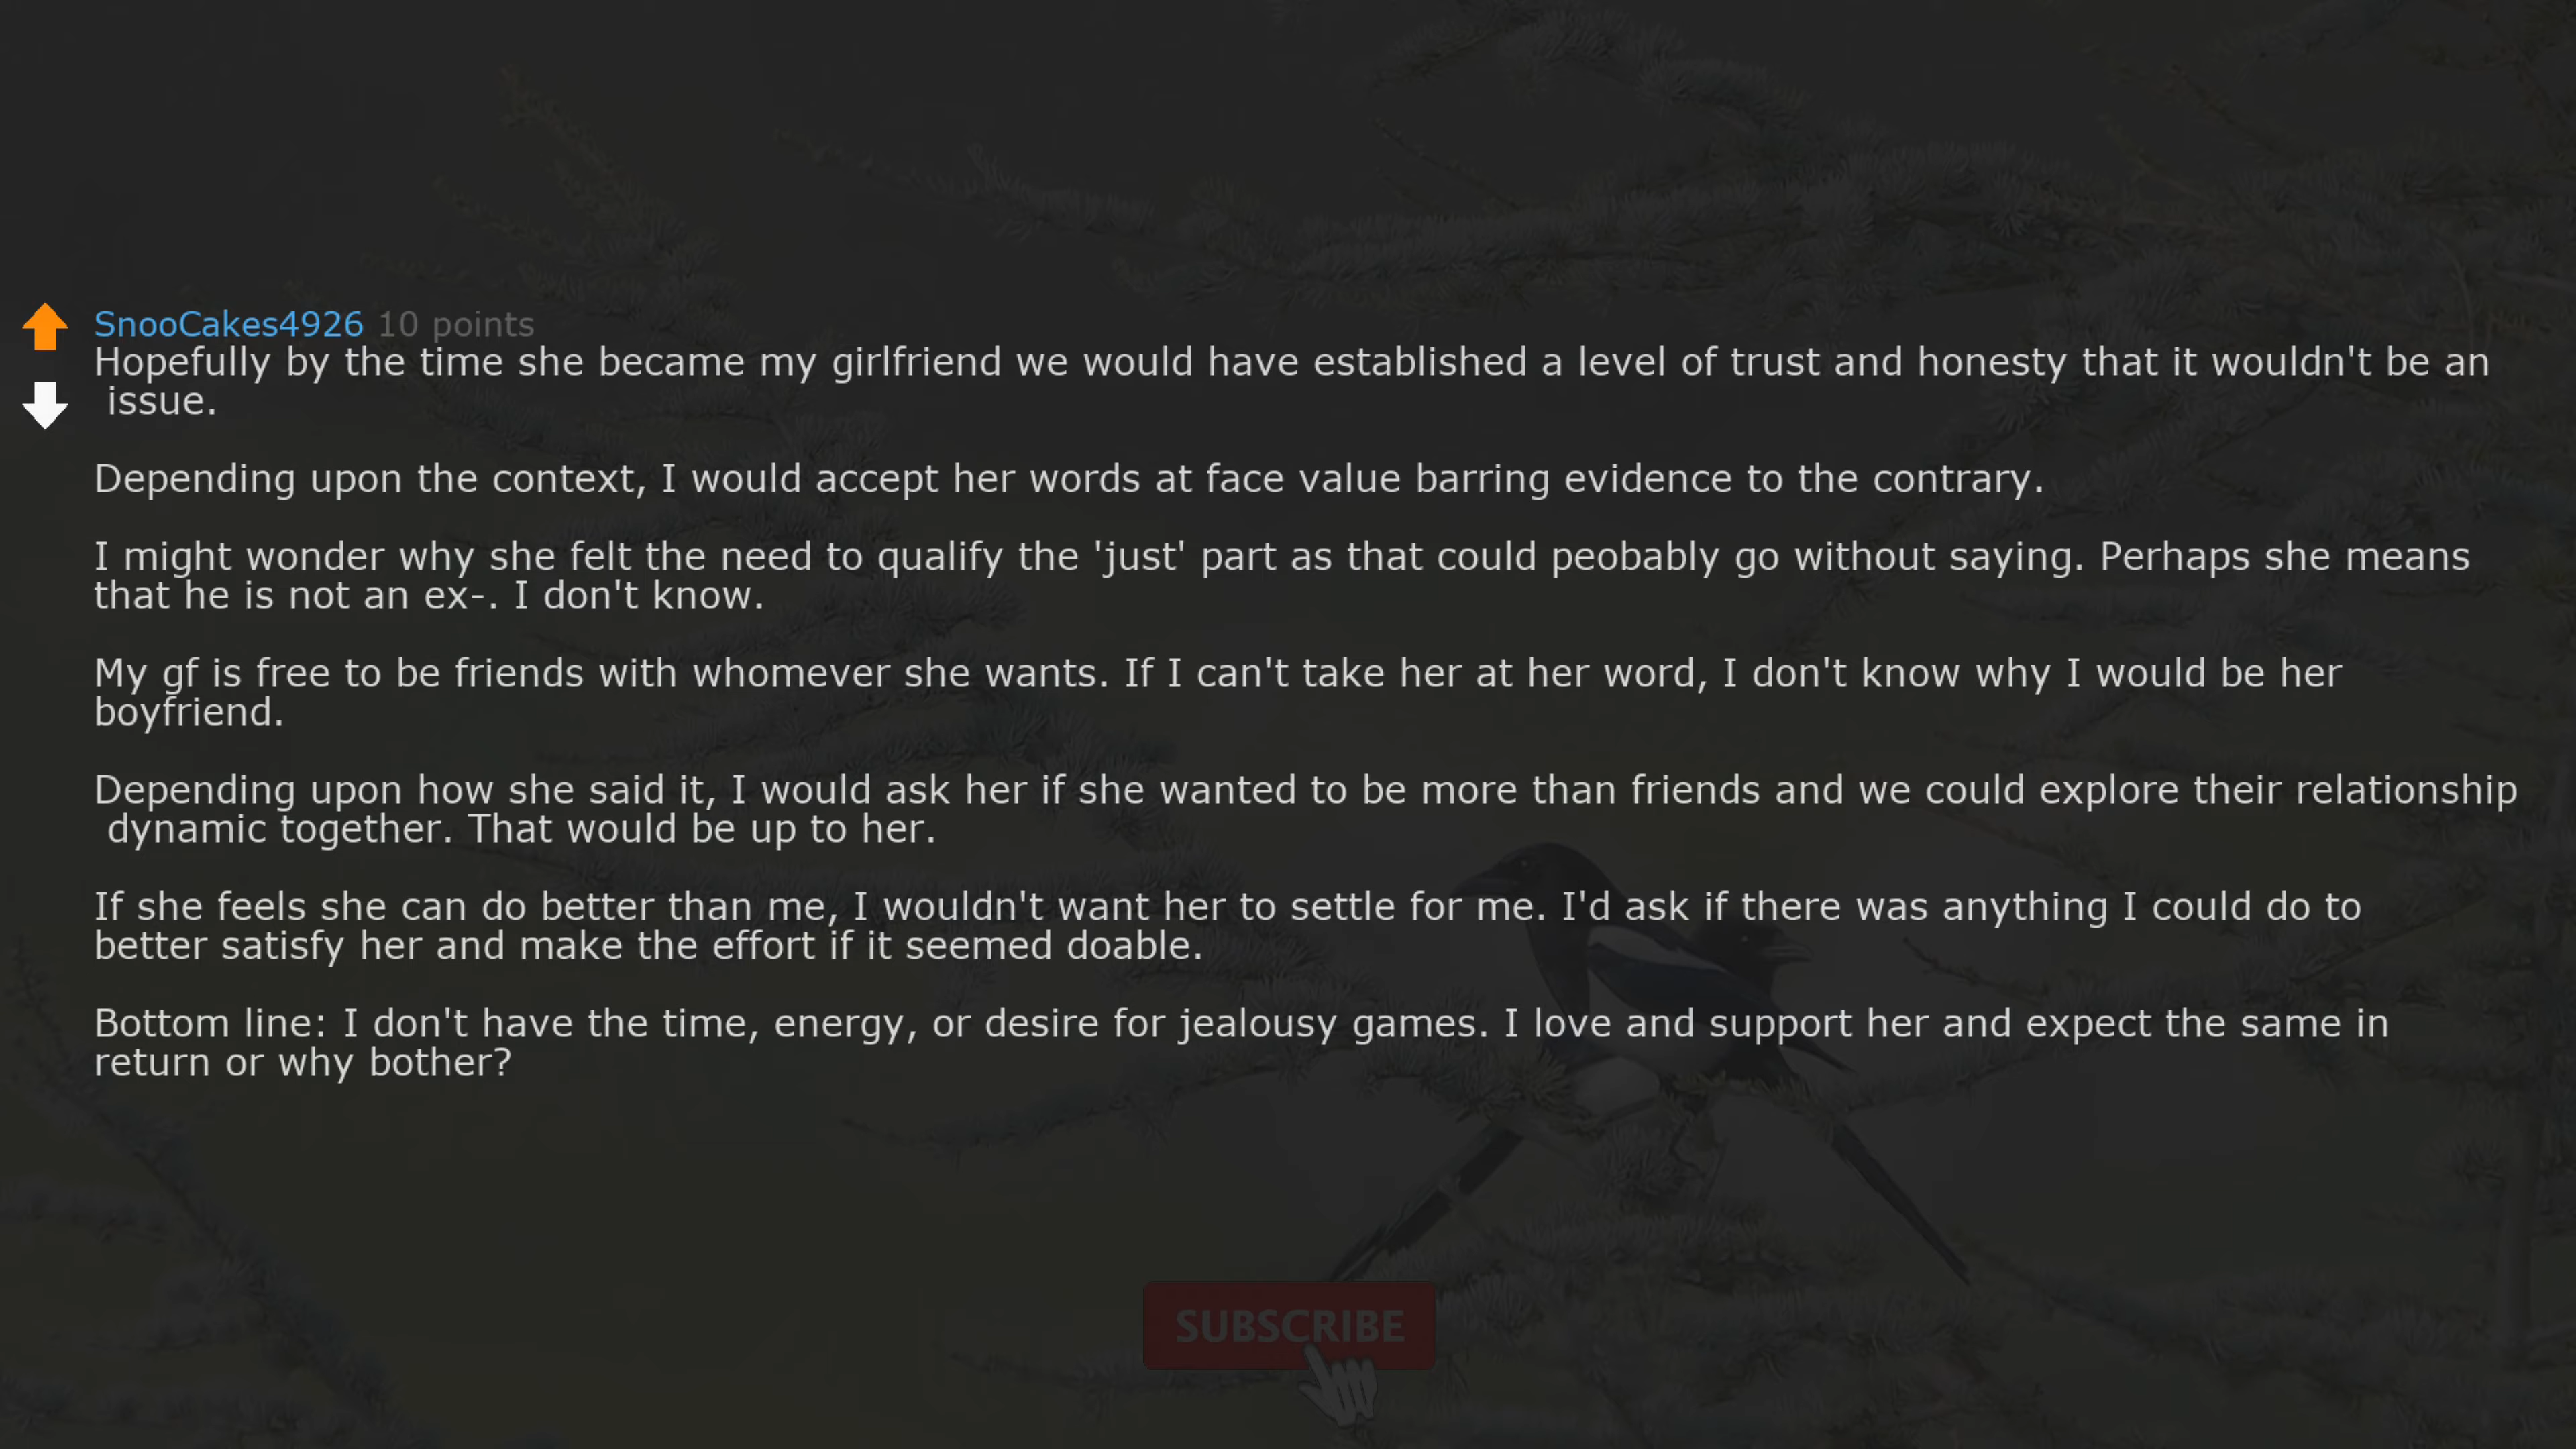 SnooCakes4926 10 points
Hopefully by the time she became my girlfriend we would have established a level of trust and honesty that it wouldn't be an
issue.
Depending upon the context, I would accept her words at face value barring evidence to the contrary.
I might wonder why she felt the need to qualify the 'just' part as that could peobably go without saying. Perhaps she means
that he is not an ex-. I don't know.
My gf is free to be friends with whomever she wants. If I can't take her at her word, I don't know why I would be her
boyfriend.
Depending upon how she said it, I would ask her if she wanted to be more than friends and we could explore their relationship
dynamic together. That would be up to her.
If she feels she can do better than me, I wouldn't want her to settle for me. I'd ask if there was anything I could do to
better satisfy her and make the effort if it seemed doable.
Bottom line: I don't have the time, energy, or desire for jealousy games. I love and support her and expect the same in
return or why bother?
SUBSCRIBE